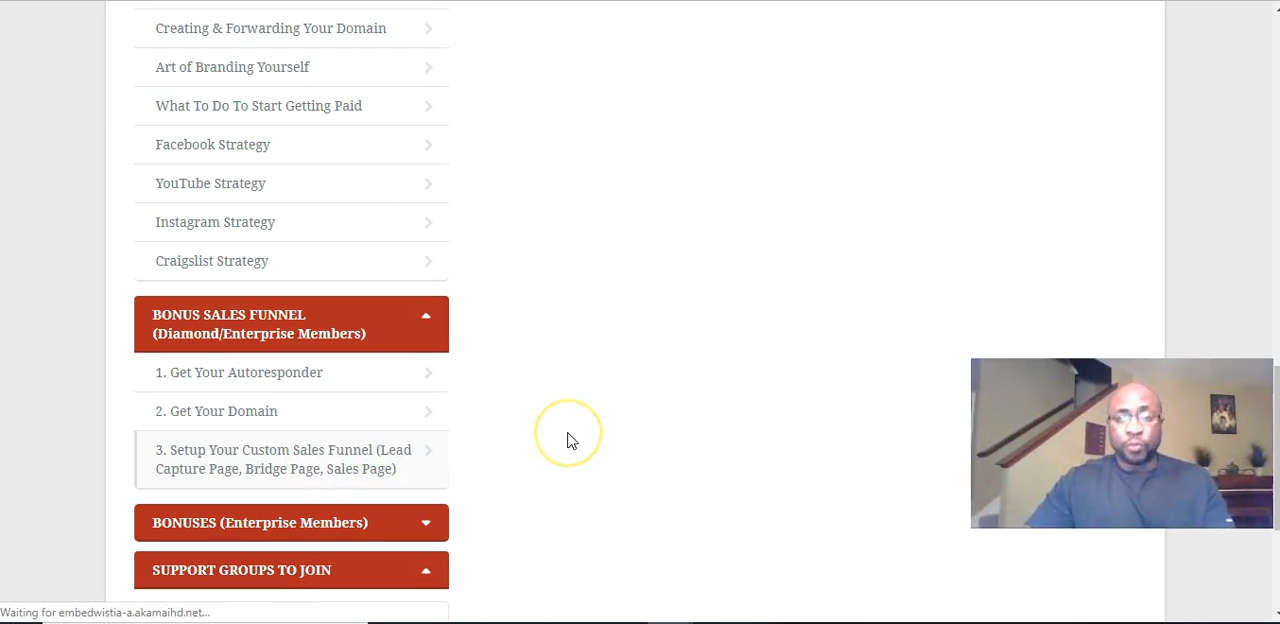 Creating & Forwarding Your Domain
Art of Branding Yourself
What To Do To Start Getting Paid
Facebook Strategy
YouTube Strategy
Instagram Strategy
Craigslist Strategy
BONUS SALES FUNNEL
(Diamond/Enterprise Members)
1. Get Your Autoresponder
2. Get Your Domain
3. Setup Your Custom Sales Funnel (Lead
Capture Page, Bridge Page, Sales Page)
BONUSES (Enterprise Members)
SUPPORT GROUPS TO JOIN
Waiting for embedwistia-a.akamaihd.net...